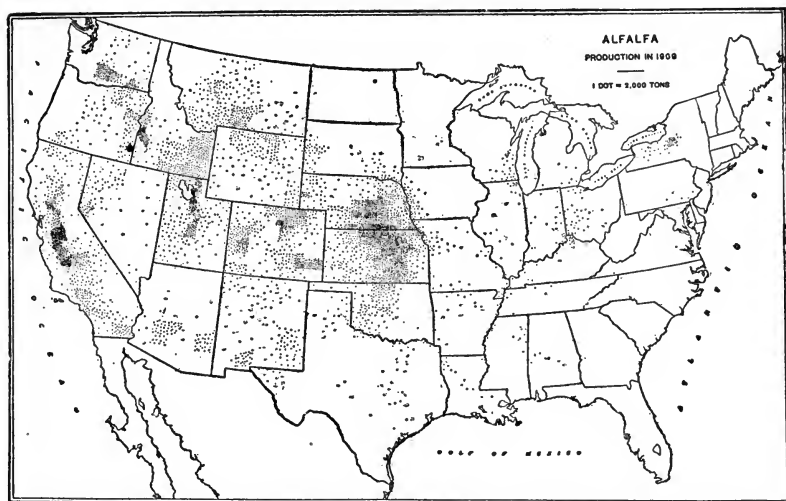 ALFALFA
PRODUCTION IN 1909
1 DOT = 2,000 TONS
GULF OF MEXICO